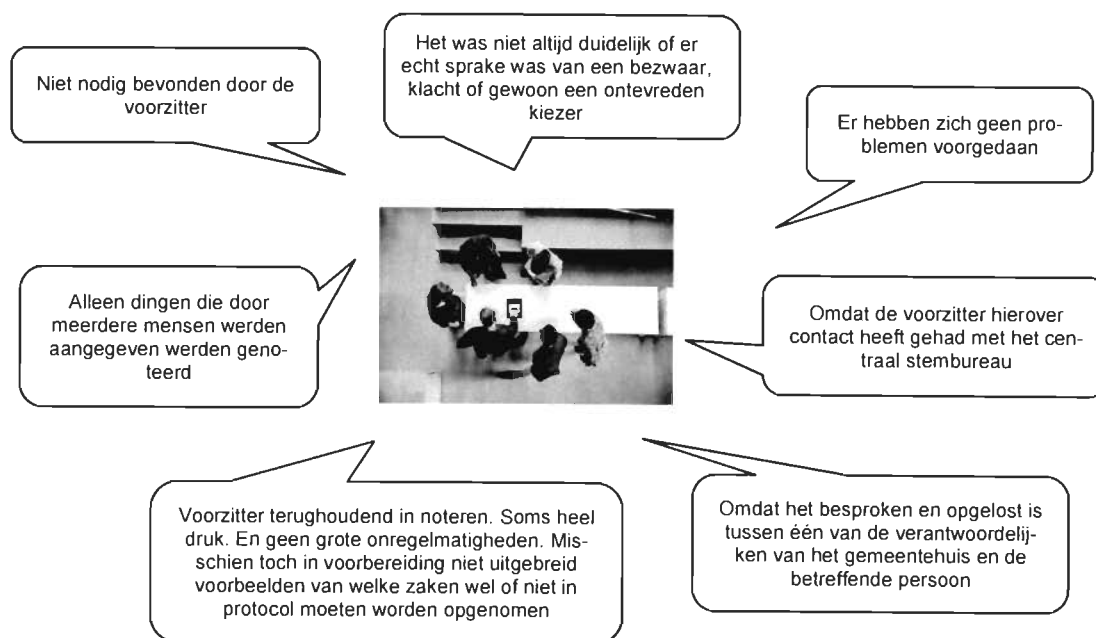 Niet nodig bevonden door de
voorzitter
Het was niet altijd duidelijk of er
echt sprake was van een bezwaar,
klacht of gewoon een ontevreden
kiezer
Er hebben zich geen pro-
blemen voorgedaan
Alleen dingen die door
meerdere mensen werden
aangegeven werden geno-
teerd
Omdat de voorzitter hierover
contact heeft gehad met het cen-
traal stembureau
Voorzitter terughoudend in noteren. Soms heel
druk. En geen grote onregelmatigheden. Mis-
schien toch in voorbereiding niet uitgebreid
voorbeelden van welke zaken wel of niet in
protocol moeten worden opgenomen
Omdat het besproken en opgelost is
tussen één van de verantwoordelij-
ken van het gemeentehuis en de
betreffende persoon